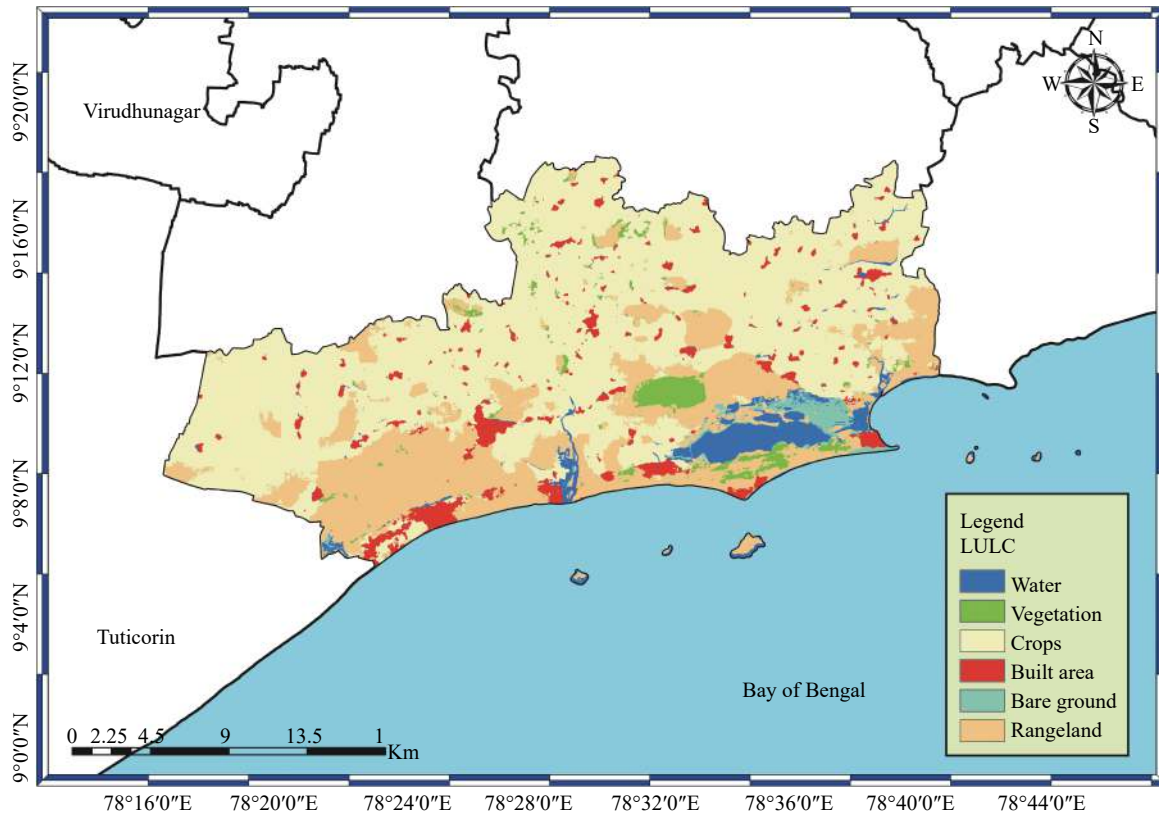 N
W E
S
Virudhunagar
Tuticorin
Bay of Bengal
Legend
LULC
Water
Vegetation
Crops
Built area
Bare ground
Rangeland
0 2.25 4.5 9 13.5 1
Km
9°20′0″N
9°16′0″N
9°12′0″N
9°8′0″N
9°4′0″N
9°0′0″N
78°16′0″E 78°20′0″E 78°24′0″E 78°28′0″E 78°32′0″E 78°36′0″E 78°40′0″E 78°44′0″E